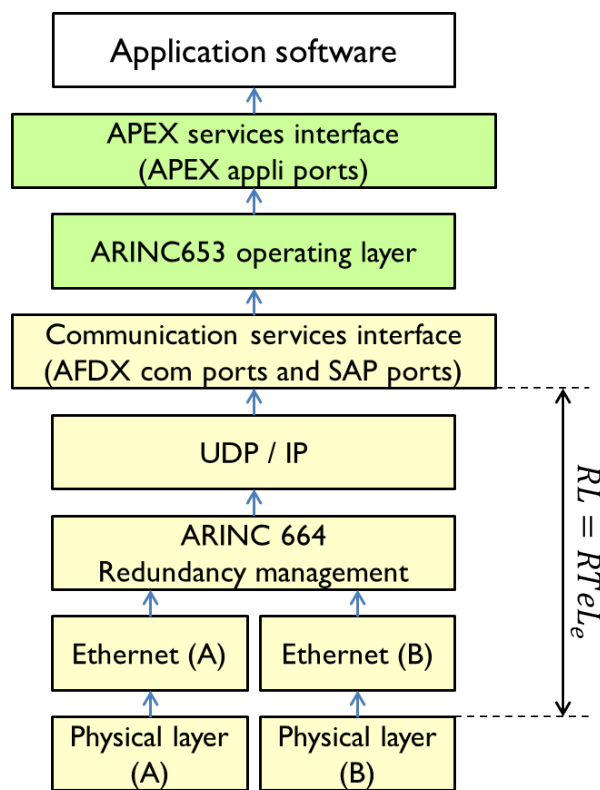 Application software
APEX services interface
(APEX appli ports)
ARINC653 operating layer
Communication services interface
(AFDX com ports and SAP ports)
UDP / IP
ARINC 664
Redundancy management
Ethernet (A)
Ethernet (B)
Physical layer
(A)
Physical layer
(B)
RL = RTeLₑ